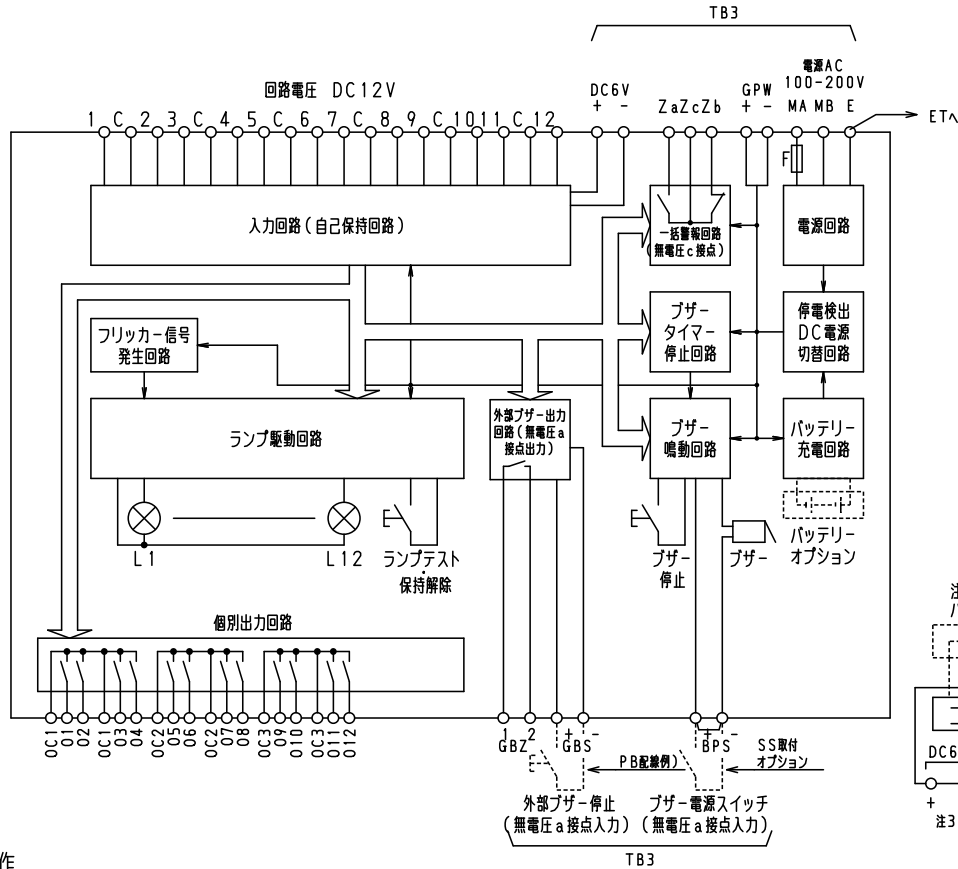 TB3
電源AC
100-200V
回路電圧 DC12V
DC6V
+ -
ZaZcZb
GPW
+ -
MA MB E
1 C 2 3 C 4 5 C 6 7 C 8 9 C 10 11 C 12
ETへ
F
入力回路(自己保持回路)
一括警報回路
(無電圧c接点)
電源回路
フリッカー信号
発生回路
ブザー
タイマー
停止回路
停電検出
DC電源
切替回路
ランプ駆動回路
外部ブザー出力
回路(無電圧a
接点出力)
ブザー
鳴動回路
バッテリー
充電回路
L1
L12
ランプテスト
・
保持解除
ブザー
停止
ブザー
バッテリー
オプション
個別出力回路
OC1 O1 O2 OC1 O3 O4 OC2 O5 O6 OC2 O7 O8 OC3 O9 O10 OC3 O11 O12
1 2
GBZ
+ -
GBS
+ -
BPS
PB配線例)
SS取付
オプション
外部ブザー停止
(無電圧a接点入力)
ブザー電源スイッチ
(無電圧a接点入力)
TB3
DC6
+
注3
作